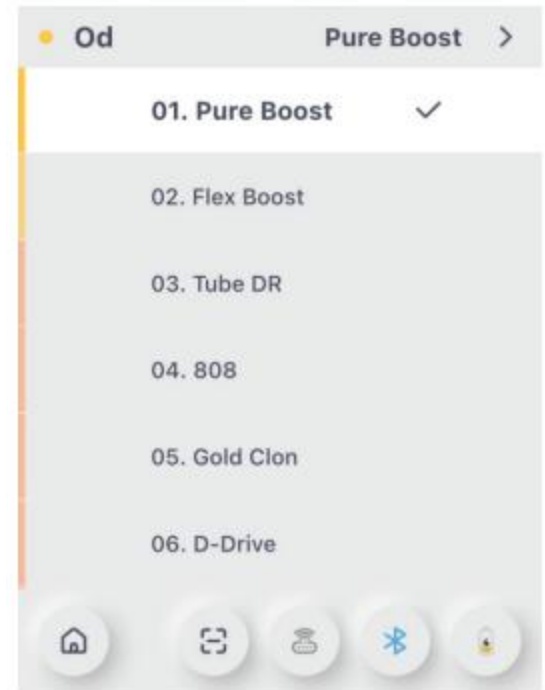 Od Pure Boost
01. Pure Boost
02. Flex Boost
03. Tube DR
04. 808
05. Gold Clon
06. D-Drive